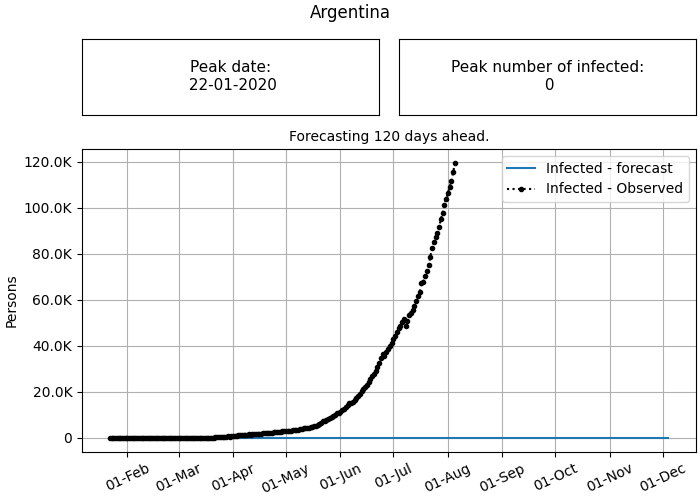 Argentina
Peak date:
22-01-2020
Peak number of infected:
0
Forecasting 120 days ahead.
120.0K
100.0K
80.0K
60.0K
40.0K
20.0K
0
Persons
Infected - forecast
Infected - Observed
01-Feb
01-Mar
01-Apr
01-May
01-Jun
01-Jul
01-Aug
01-Sep
01-Oct
01-Nov
01-Dec